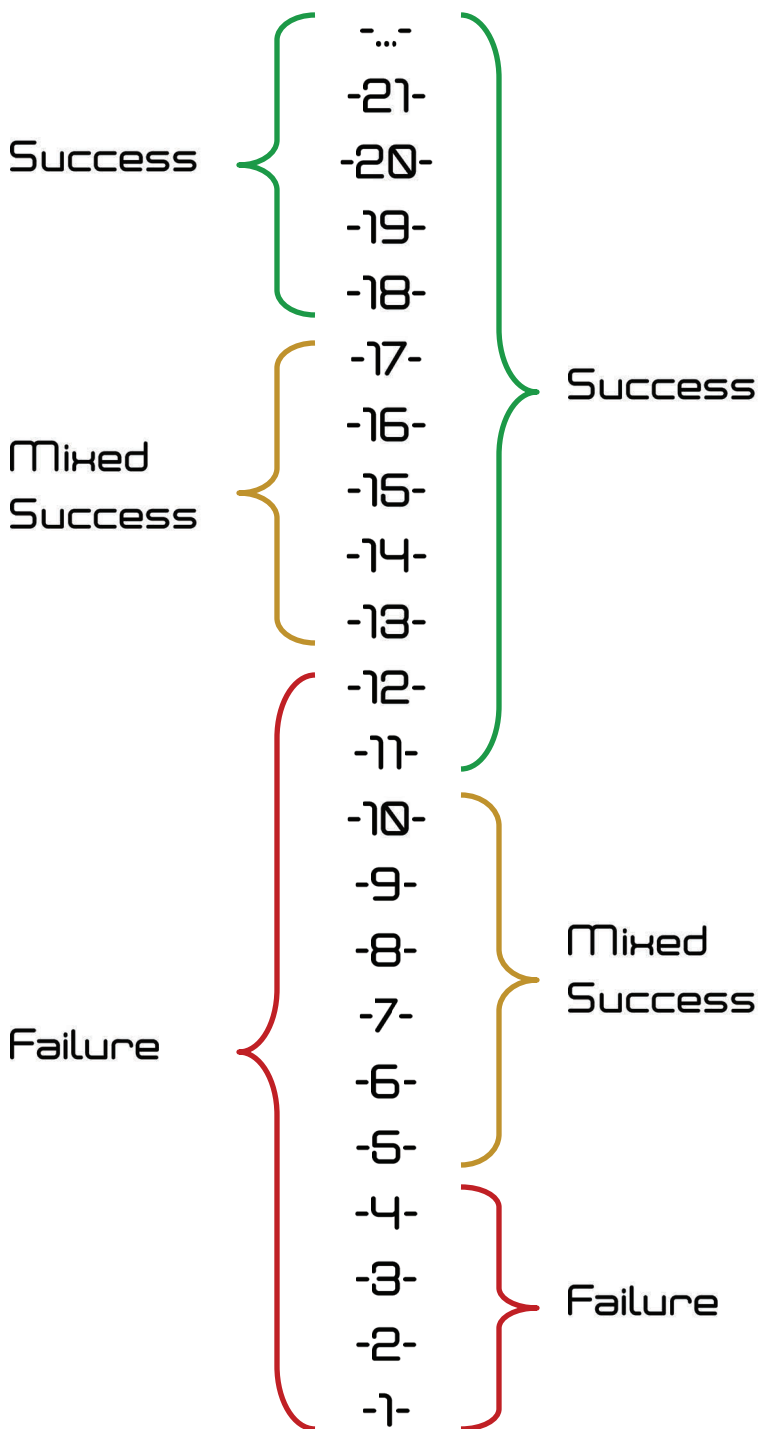 -...-
-21-
Success
-20-
-19-
-18-
-17-
Success
-16-
Mixed
Success
-15-
-14-
-13-
-12-
-11-
-10-
-9-
-8-
Mixed
Success
-7-
Failure
-6-
-5-
-4-
-3-
Failure
-2-
-1-